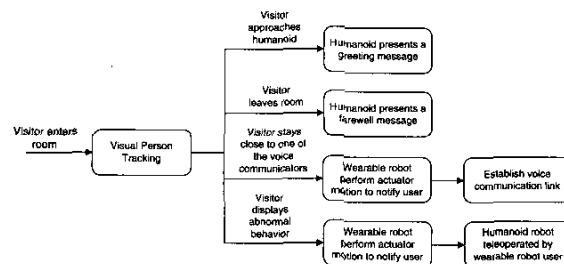 Visitor
approaches
humanoid
Humanoid presents a
greeting message
Visitor
leaves room
Humanoid presents a
farewell message
Visitor enters
room
Visual Person
Tracking
Visitor stays
close to one of
the voice
communicators
Wearable robot
perform actuator
motion to notify user
Establish voice
communication link
Visitor
displays
abnormal
behavior
Wearable robot
perform actuator
motion to notify user
Humanoid robot
teleoperated by
wearable robot user